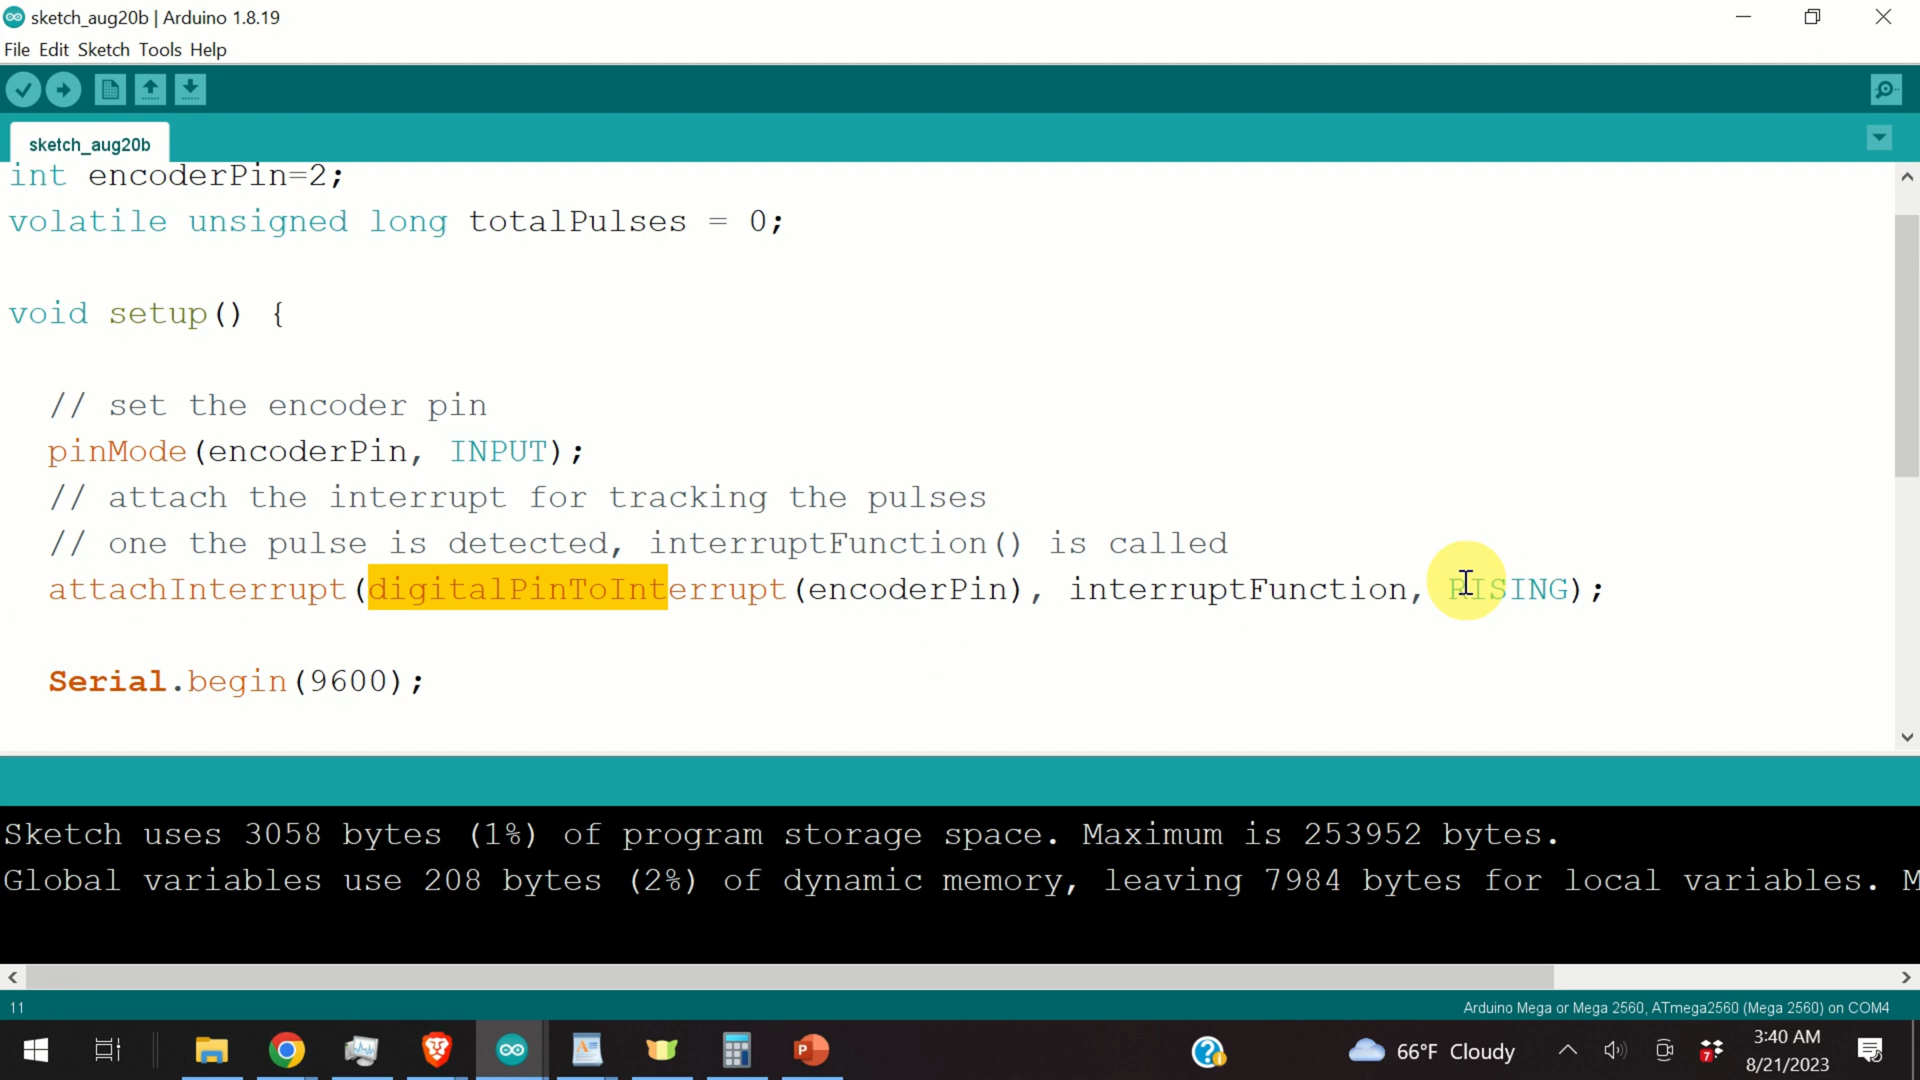 sketch_aug20b | Arduino 1.8.19
File Edit Sketch Tools Help
sketch_aug20b
int encoderPin=2;
volatile unsigned long totalPulses = 0;
void setup() {
// set the encoder pin
pinMode(encoderPin, INPUT);
// attach the interrupt for tracking the pulses
// one the pulse is detected, interruptFunction() is called
attachInterrupt(digitalPinToInterrupt(encoderPin), interruptFunction, RISING);
Serial.begin(9600);
Sketch uses 3058 bytes (1%) of program storage space. Maximum is 253952 bytes.
Global variables use 208 bytes (2%) of dynamic memory, leaving 7984 bytes for local variables. M
11
Arduino Mega or Mega 2560, ATmega2560 (Mega 2560) on COM4
66°F Cloudy
7
3:40 AM
8/21/2023